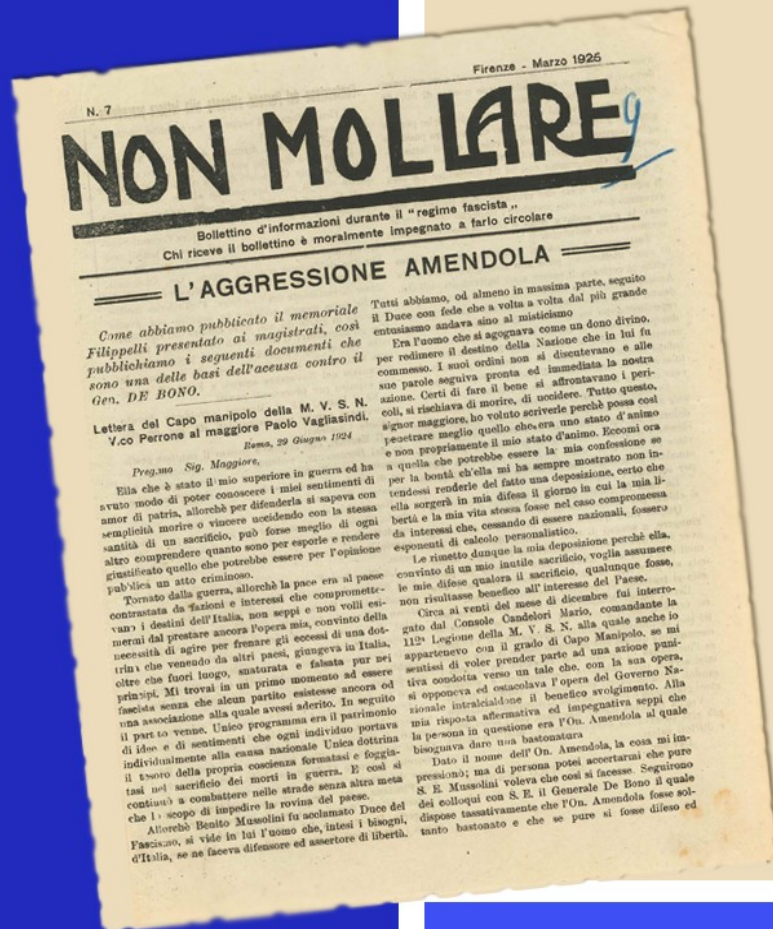 N. 7
Firenze - Marzo 1925
NON MOLLARE
9
Bollettino d'informazioni durante il "regime fascista „
Chi riceve il bollettino è moralmente impegnato a farlo circolare
L'AGGRESSIONE AMENDOLA
Come abbiamo pubblicato il memoriale
Filippelli presentato ai magistrati, così
pubblichiamo i seguenti documenti che
sono una delle basi dell'accusa contro il
Gen. DE BONO.
Lettera del Capo manipolo della M. V. S. N.
V.co Perrone al maggiore Paolo Vagliasindi.
Roma, 29 Giugno 1924
Preg.mo Sig. Maggiore,
Ella che è stato il mio superiore in guerra ed ha
avuto modo di poter conoscere i miei sentimenti di
amor di patria, allorchè per difenderla si sapeva con
semplicità morire o vincere uccidendo con la stessa
santità di un sacrificio, può forse meglio di ogni
altro comprendere quanto sono per esporle e rendere
giustificato quello che potrebbe essere per l'opinione
pubblica un atto criminoso.
Tornato dalla guerra, allorchè la pace era al paese
contrastata da fazioni e interessi che compromette-
vano i destini dell'Italia, non seppi e non volli esi-
mermi dal prestare ancora l'opera mia, convinto della
necessità di agire per frenare gli eccessi di una dot-
trina che venendo da altri paesi, giungeva in Italia,
oltre che fuori luogo, snaturata e falsata pur nei
principi. Mi trovai in un primo momento ad essere
fascista senza che alcun partito esistesse ancora od
una associazione alla quale avessi aderito. In seguito
il partito venne. Unico programma era il patrimonio
di idee e di sentimenti che ogni individuo portava
individualmente alla causa nazionale Unica dottrina
il tesoro della propria coscienza formatasi e foggia-
tasi nel sacrificio dei morti in guerra. E così si
continuò a combattere nelle strade senza altra meta
che lo scopo di impedire la rovina del paese.
Allorchè Benito Mussolini fu acclamato Duce del
Fascismo, si vide in lui l'uomo che, intesi i bisogni,
d'Italia, se ne faceva difensore ed assertore di libertà.
Tutti abbiamo, od almeno in massima parte, seguito
il Duce con fede che a volta a volta dal più grande
entusiasmo andava sino al misticismo
Era l'uomo che si agognava come un dono divino,
per redimere il destino della Nazione che in lui fu
commesso. I suoi ordini non si discutevano e alle
sue parole seguiva pronta ed immediata la nostra
azione. Certi di fare il bene si affrontavano i peri-
coli, si rischiava di morire, di uccidere. Tutto questo,
signor maggiore, ho voluto scriverle perchè possa così
penetrare meglio quello che era uno stato d'animo
e non propriamente il mio stato d'animo. Eccomi ora
a quella che potrebbe essere la mia confessione se
per la bontà ch'ella mi ha sempre mostrato non in-
tendessi renderle del fatto una deposizione, certo che
ella sorgerà in mia difesa il giorno in cui la mia li-
bertà e la mia vita stessa fosse nel caso compromessa
da interessi che, cessando di essere nazionali, fossero
esponenti di calcolo personalistico.
Le rimetto dunque la mia deposizione perchè ella,
convinto di un mio inutile sacrificio, voglia assumere
le mie difese qualora il sacrificio, qualunque fosse,
non risultasse benefico all'interesse del Paese.
Circa ai venti del mese di dicembre fui interro-
gato dal Console Candelori Mario, comandante la
112ª Legione della M. V. S. N. alla quale anche io
appartenevo con il grado di Capo Manipolo, se mi
sentissi di voler prender parte ad una azione puni-
tiva condotta verso un tale che, con la sua opera,
si opponeva ed ostacolava l'opera del Governo Na-
zionale intralciandone il benefico svolgimento. Alla
mia risposta affermativa ed impegnativa seppi che
la persona in questione era l'On. Amendola al quale
bisognava dare una bastonatura
Dato il nome dell'On. Amendola, la cosa mi im-
pressionò; ma di persona potei accertarmi che pure
S. E. Mussolini voleva che così si facesse. Seguirono
dei colloqui con S. E. il Generale De Bono il quale
dispose tassativamente che l'On. Amendola fosse sol-
tanto bastonato e che se pure si fosse difeso ed